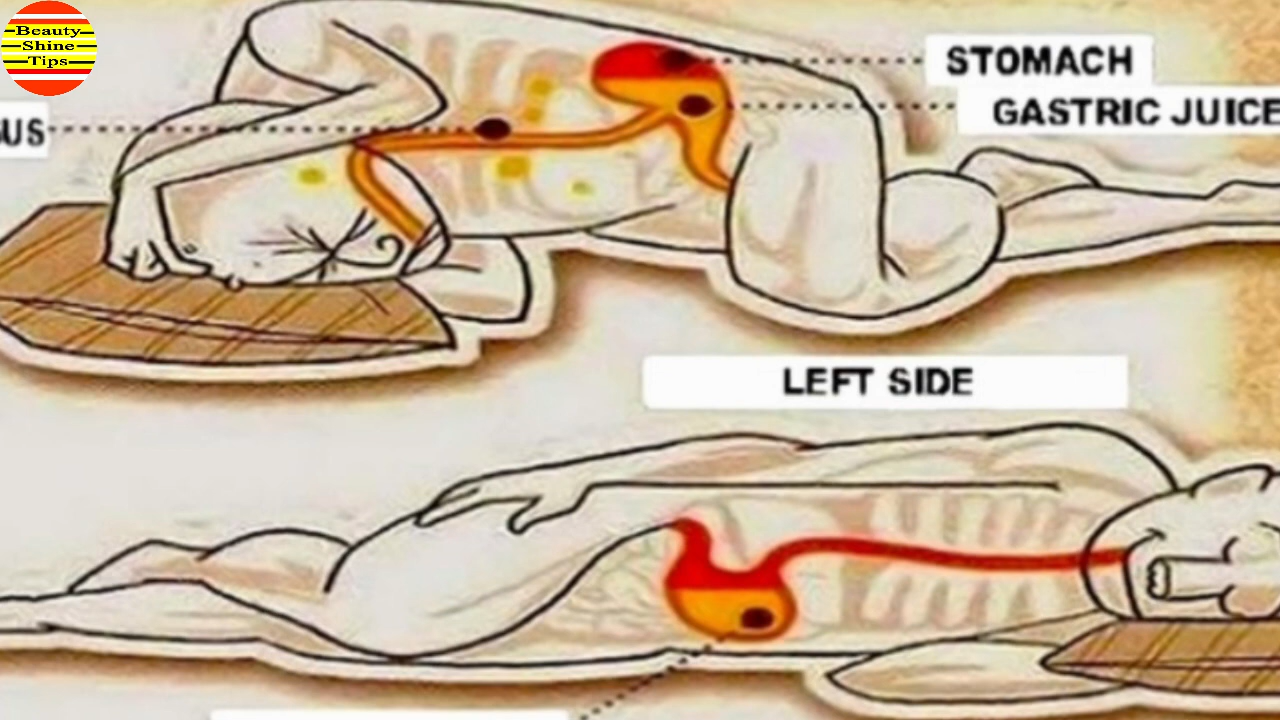 Beauty
Shine
Tips
STOMACH
GASTRIC JUICE
US
LEFT SIDE